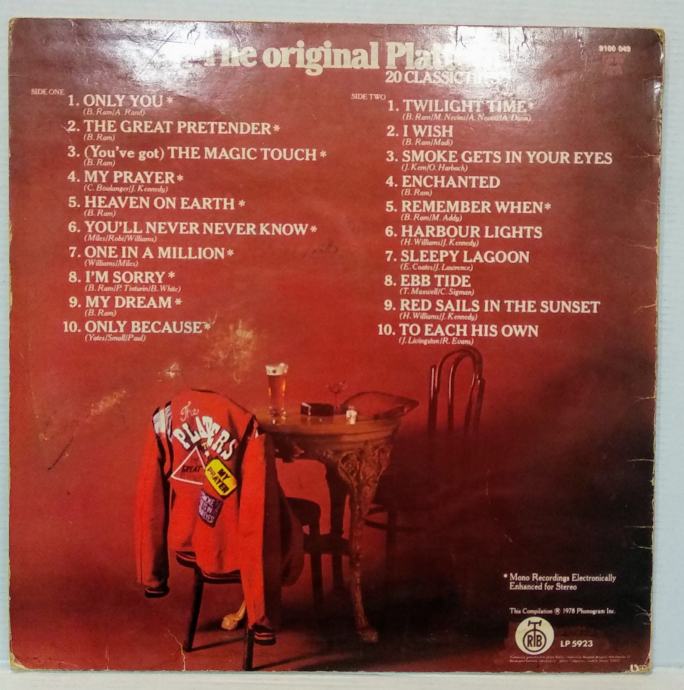 The original Platters
20 CLASSIC HITS
9100 049
SIDE ONE
1. ONLY YOU *
(B. Ram/A. Rand)
2. THE GREAT PRETENDER *
(B. Ram)
3. (You've got) THE MAGIC TOUCH *
(B. Ram)
4. MY PRAYER *
(C. Boulanger/J. Kennedy)
5. HEAVEN ON EARTH *
(B. Ram)
6. YOU'LL NEVER NEVER KNOW *
(Miles/Robi/Williams)
7. ONE IN A MILLION *
(Williams/Miles)
8. I'M SORRY *
(B. Ram/P. Tinturin/B. White)
9. MY DREAM *
(B. Ram)
10. ONLY BECAUSE *
(Yates/Small/Paul)
SIDE TWO
1. TWILIGHT TIME *
(B. Ram/M. Nevins/A. Nevins/A. Dunn)
2. I WISH
(B. Ram/Madi)
3. SMOKE GETS IN YOUR EYES
(J. Kern/O. Harbach)
4. ENCHANTED
(B. Ram)
5. REMEMBER WHEN *
(B. Ram/M. Addy)
6. HARBOUR LIGHTS
(H. Williams/J. Kennedy)
7. SLEEPY LAGOON
(E. Coates/J. Lawrence)
8. EBB TIDE
(T. Maxwell/C. Sigman)
9. RED SAILS IN THE SUNSET
(H. Williams/J. Kennedy)
10. TO EACH HIS OWN
(J. Livingston/R. Evans)
The
PLATTERS
GREAT
MY
PRAYER
* Mono Recordings Electronically
Enhanced for Stereo
This Compilation ℗ 1978 Phonogram Inc.
RTB
LP 5923